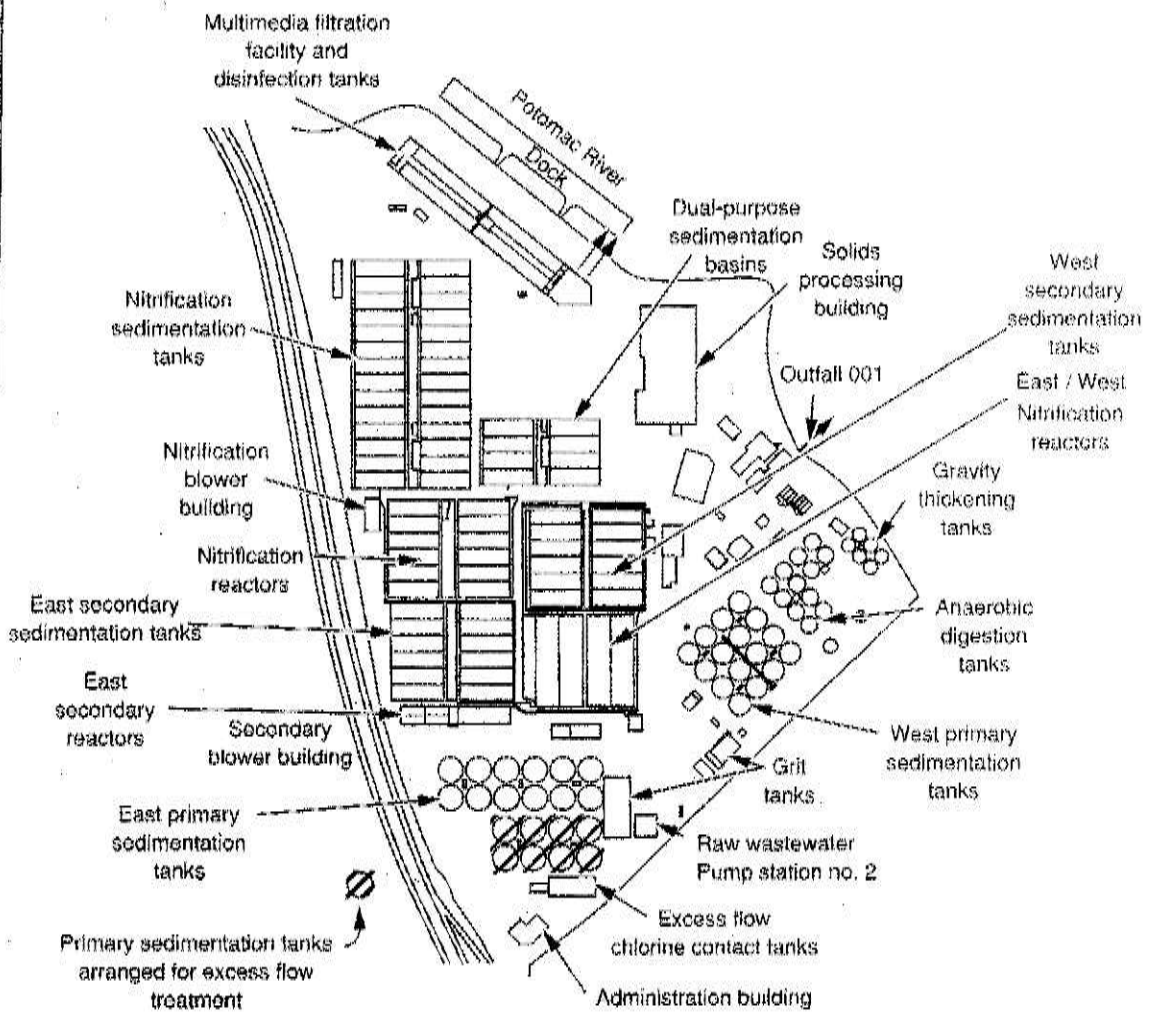 Multimedia filtration
facility and
disinfection tanks
Potomac River
Dock
Dual-purpose
sedimentation
basins
Solids
processing
building
West
secondary
sedimentation
tanks
Nitrification
sedimentation
tanks
Outfall 001
East / West
Nitrification
reactors
Nitrification
blower
building
Gravity
thickening
tanks
Nitrification
reactors
East secondary
sedimentation tanks
Anaerobic
digestion
tanks
East
secondary
reactors
Secondary
blower building
West primary
sedimentation
tanks
Grit
tanks
East primary
sedimentation
tanks
Raw wastewater
Pump station no. 2
Excess flow
chlorine contact tanks
Primary sedimentation tanks
arranged for excess flow
treatment
Administration building